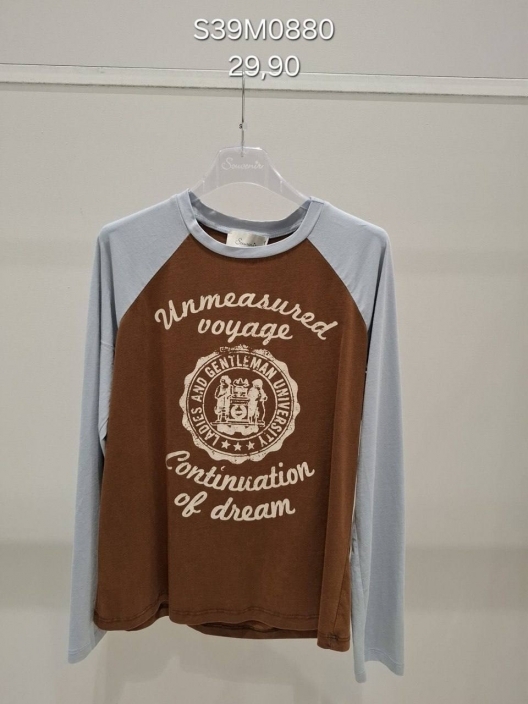 S39M0880
29,90
Unmeasured
voyage
LADIES AND GENTLEMAN UNIVERSITY
Continuation
of dream